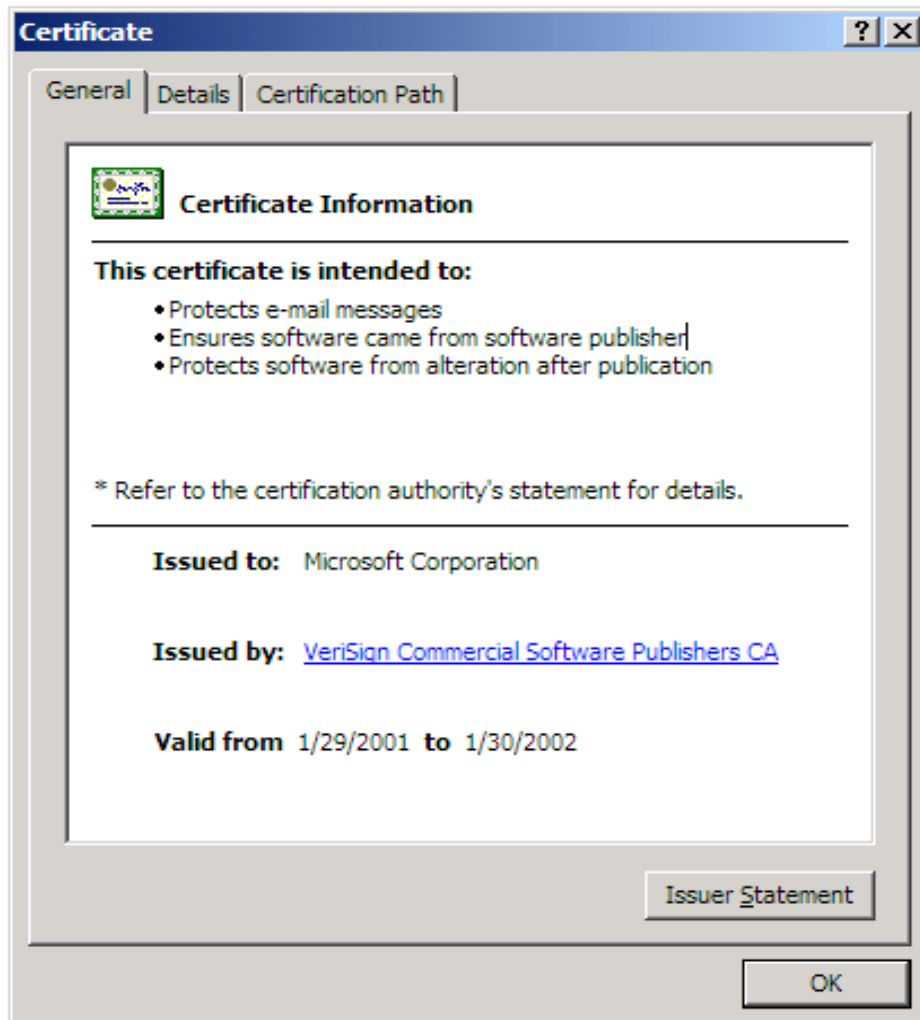 Certificate
General Details Certification Path
Certificate Information
This certificate is intended to:
•Protects e-mail messages
•Ensures software came from software publisher
•Protects software from alteration after publication
* Refer to the certification authority's statement for details.
Issued to: Microsoft Corporation
Issued by: VeriSign Commercial Software Publishers CA
Valid from 1/29/2001 to 1/30/2002
Issuer Statement
OK